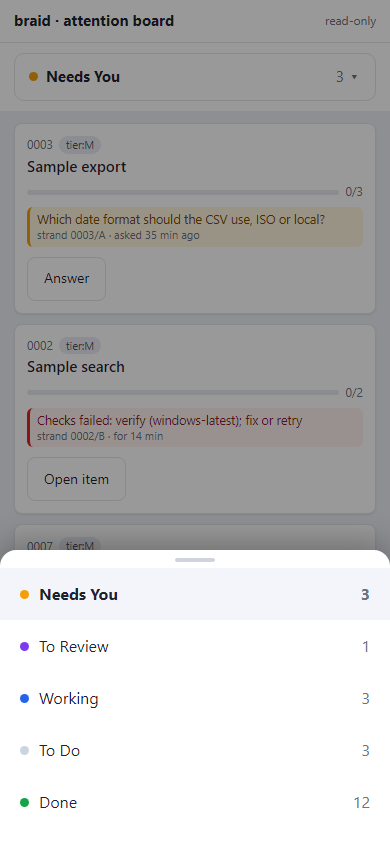 braid · attention board read-only
Needs You 3 ▾
0003 tier:M
Sample export
0/3
Which date format should the CSV use, ISO or local?
strand 0003/A · asked 35 min ago
Answer
0002 tier:M
Sample search
0/2
Checks failed: verify (windows-latest); fix or retry
strand 0002/B · for 14 min
Open item
0007 tier:M
Needs You 3
To Review 1
Working 3
To Do 3
Done 12